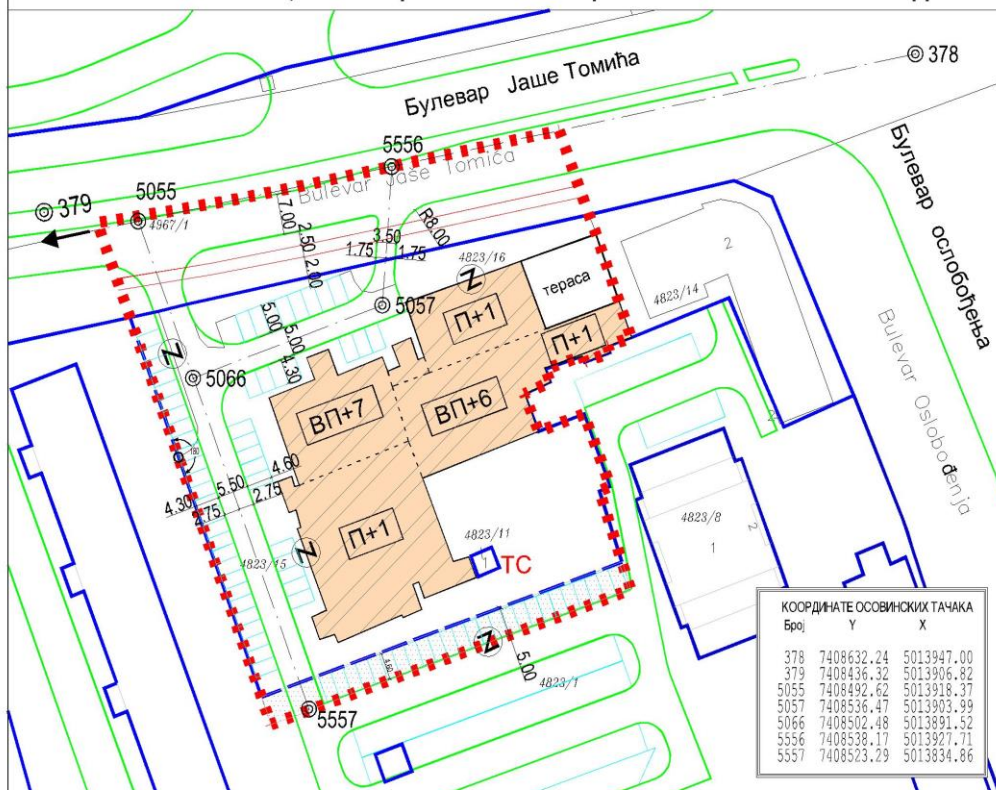 Булевар Јаше Томића
378
Булевар ослобођења
5556
Bulevar Jaše Tomića
5055
379
4967/1
7.00
2.50
2.00
3.50
1.75
1.75
R8.00
4823/16
Z
тераса
2
4823/14
5057
П+1
П+1
5.00
5.00
4.30
Z
5066
ВП+7
ВП+6
Bulevar Oslobođenja
180
4.60
5.50
2.75
4.30
2.75
4823/8
2
1
П+1
4823/11
1
TC
4823/15
Z
Z
4.60
5.00
4823/1
5557
КООРДИНАТЕ ОСОВИНСКИХ ТАЧАКА
Број Y X
378 7408632.24 5013947.00
379 7408436.32 5013906.82
5055 7408492.62 5013918.37
5057 7408536.47 5013903.99
5066 7408502.48 5013891.52
5556 7408538.17 5013927.71
5557 7408523.29 5013834.86